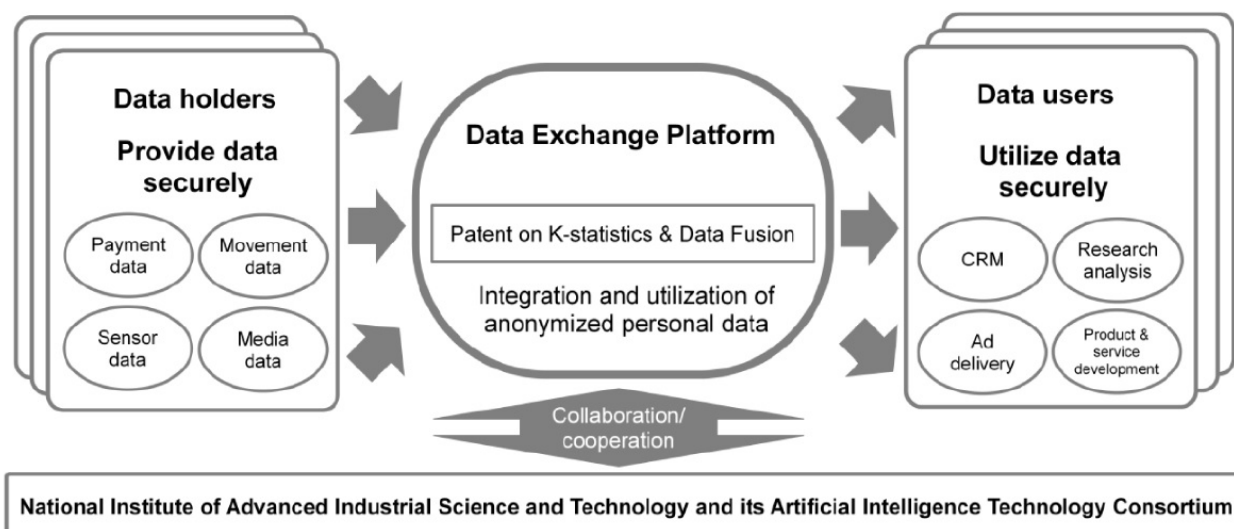 Data holders
Provide data
securely
Payment
data
Movement
data
Sensor
data
Media
data
Data Exchange Platform
Patent on K-statistics & Data Fusion
Integration and utilization of
anonymized personal data
Data users
Utilize data
securely
CRM
Research
analysis
Ad
delivery
Product &
service
development
Collaboration/
cooperation
National Institute of Advanced Industrial Science and Technology and its Artificial Intelligence Technology Consortium